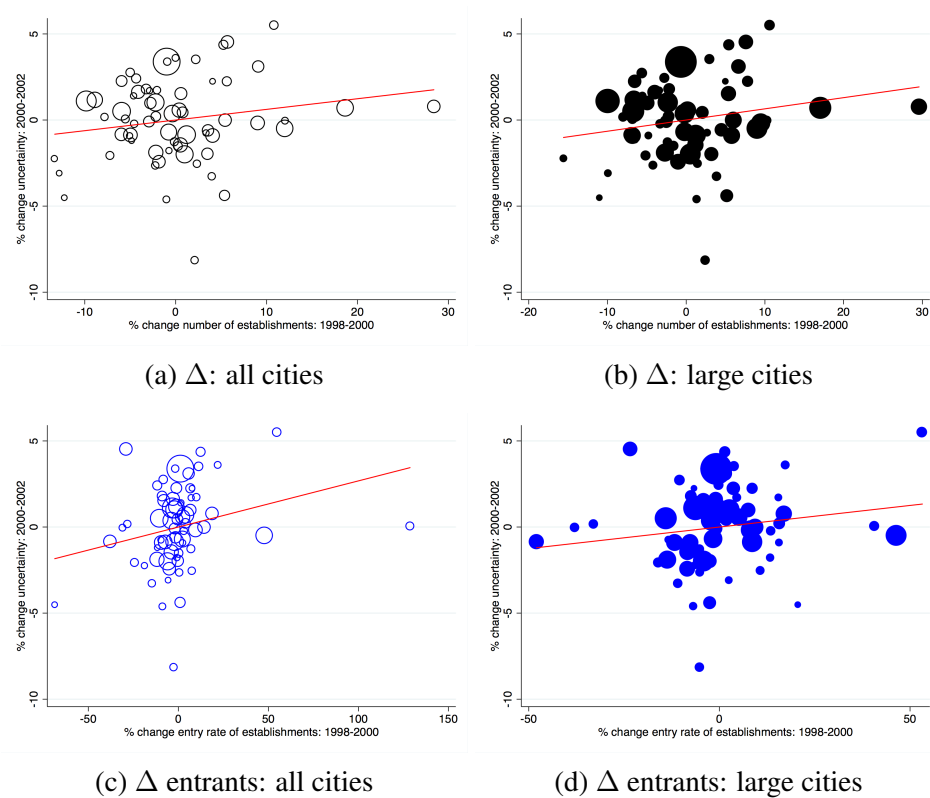 5
0
-5
-10
% change uncertainty: 2000-2002
-10 0 10 20 30
% change number of establishments: 1998-2000
(a) Δ: all cities
5
0
-5
-10
% change uncertainty: 2000-2002
-20 -10 0 10 20 30
% change number of establishments: 1998-2000
(b) Δ: large cities
5
0
-5
-10
% change uncertainty: 2000-2002
-50 0 50 100 150
% change entry rate of establishments: 1998-2000
(c) Δ entrants: all cities
5
0
-5
-10
% change uncertainty: 2000-2002
-50 0 50
% change entry rate of establishments: 1998-2000
(d) Δ entrants: large cities